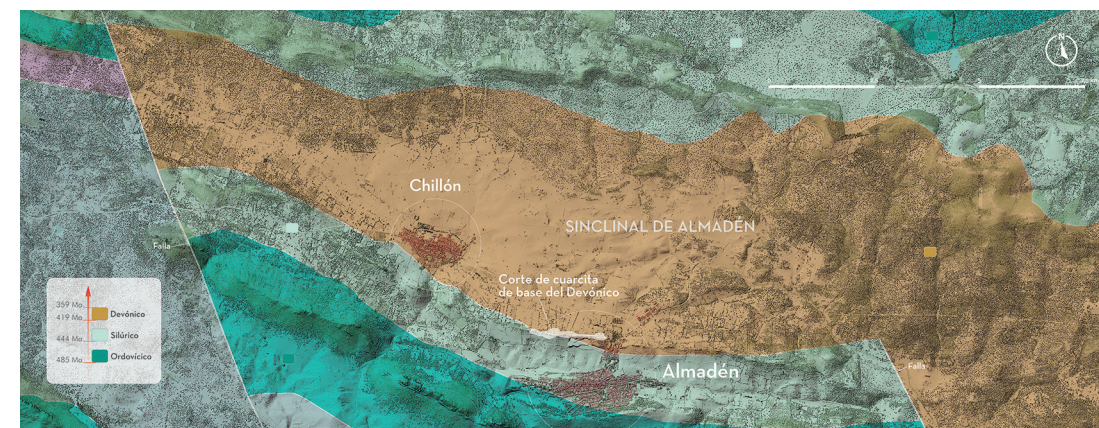 N
Chillón
SINCLINAL DE ALMADÉN
Falla
Corte de cuarcita
de base del Devónico
359 Ma
419 Ma
Devónico
444 Ma
Silúrico
485 Ma
Ordovícico
Almadén
Falla